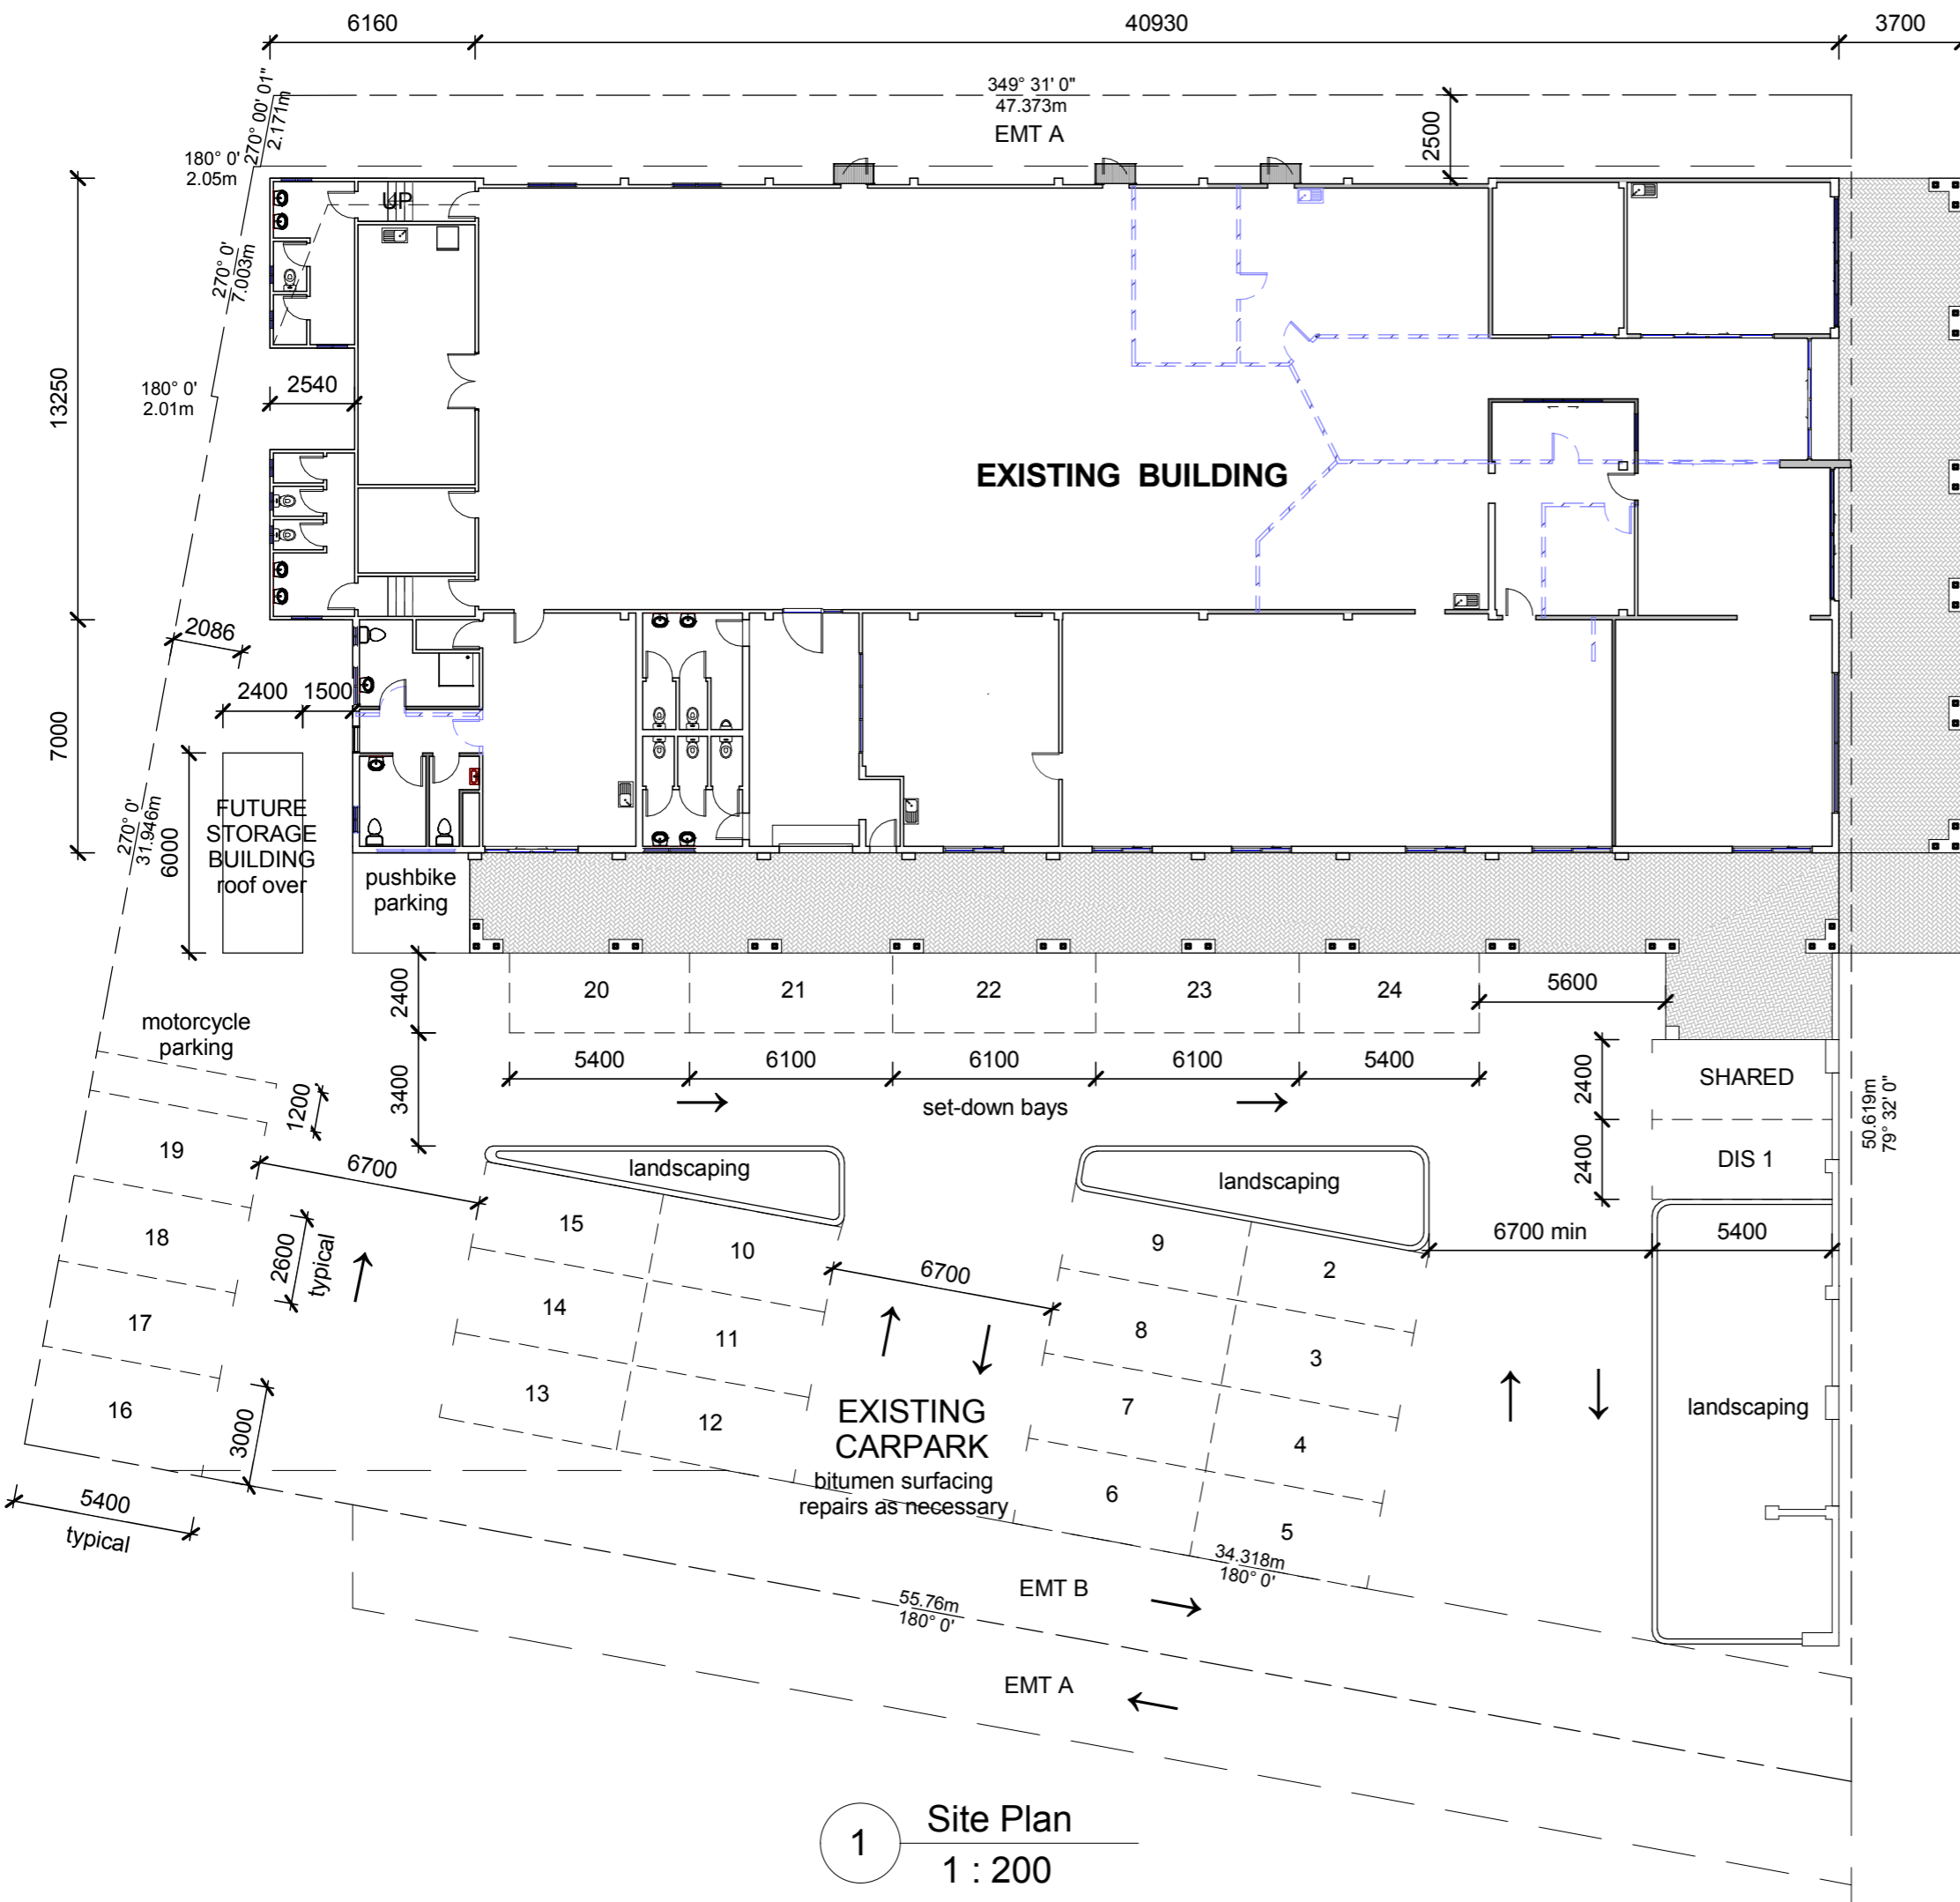 6160
40930
3700
349° 31' 0"
47.373m
EMT A
2500
270° 00' 01"
2.171m
180° 0'
2.05m
UP
270° 0'
7.003m
13250
180° 0'
2.01m
2540
EXISTING BUILDING
2086
2400
1500
7000
270° 0'
31.946m
6000
FUTURE
STORAGE
BUILDING
roof over
pushbike
parking
2400
20
21
22
23
24
5600
motorcycle
parking
3400
5400
6100
6100
6100
5400
set-down bays
2400
SHARED
50.619m
79° 32' 0"
1200
19
6700
landscaping
landscaping
2400
DIS 1
15
10
9
2
6700 min
5400
18
2600
typical
6700
14
11
8
3
17
13
12
7
4
16
3000
EXISTING
CARPARK
bitumen surfacing
repairs as necessary
6
5
landscaping
5400
typical
34.318m
180° 0'
EMT B
55.76m
180° 0'
EMT A
1
Site Plan
1 : 200